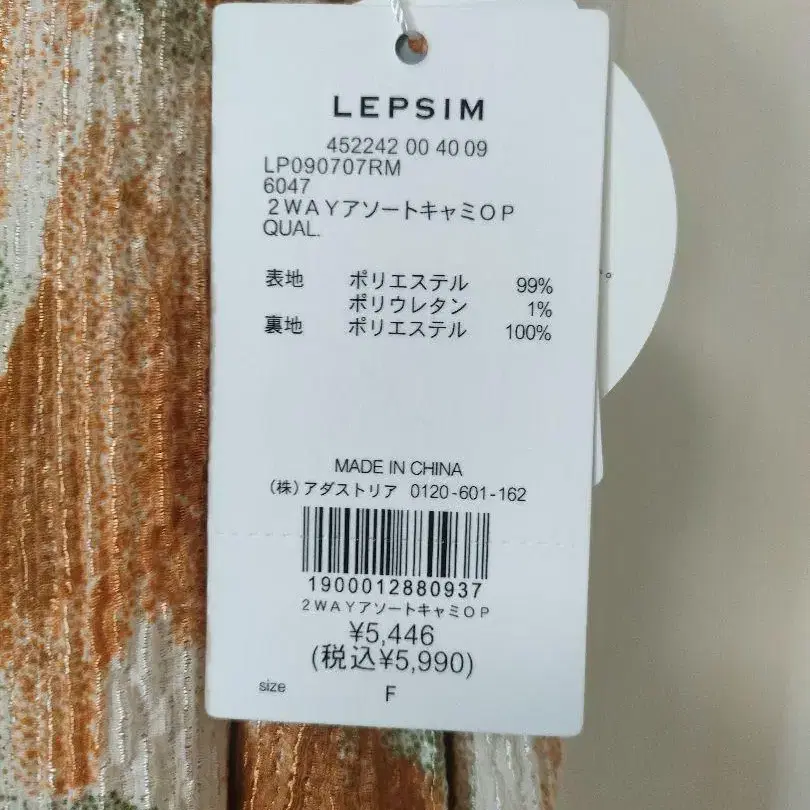 LEPSIM
452242 00 40 09
LP090707RM
6047
２ＷＡＹアソートキャミＯＰ
QUAL.
表地 ポリエステル 99%
ポリウレタン 1%
裏地 ポリエステル 100%
MADE IN CHINA
(株)アダストリア 0120-601-162
1900012880937
２ＷＡＹアソートキャミＯＰ
¥5,446
(税込¥5,990)
size F